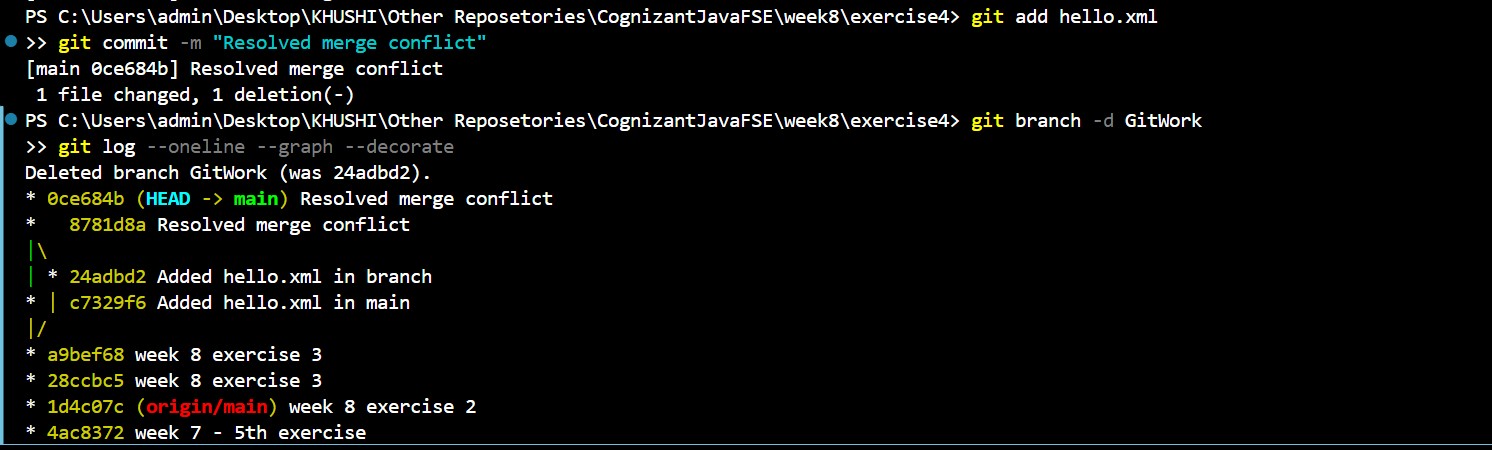 PS C:\Users\admin\Desktop\KHUSHI\Other Reposetories\CognizantJavaFSE\week8\exercise4> git add hello.xml
>> git commit -m "Resolved merge conflict"
[main 0ce684b] Resolved merge conflict
 1 file changed, 1 deletion(-)
PS C:\Users\admin\Desktop\KHUSHI\Other Reposetories\CognizantJavaFSE\week8\exercise4> git branch -d GitWork
>> git log --oneline --graph --decorate
Deleted branch GitWork (was 24adbd2).
* 0ce684b (HEAD -> main) Resolved merge conflict
*   8781d8a Resolved merge conflict
|\
| * 24adbd2 Added hello.xml in branch
* | c7329f6 Added hello.xml in main
|/
* a9bef68 week 8 exercise 3
* 28ccbc5 week 8 exercise 3
* 1d4c07c (origin/main) week 8 exercise 2
* 4ac8372 week 7 - 5th exercise